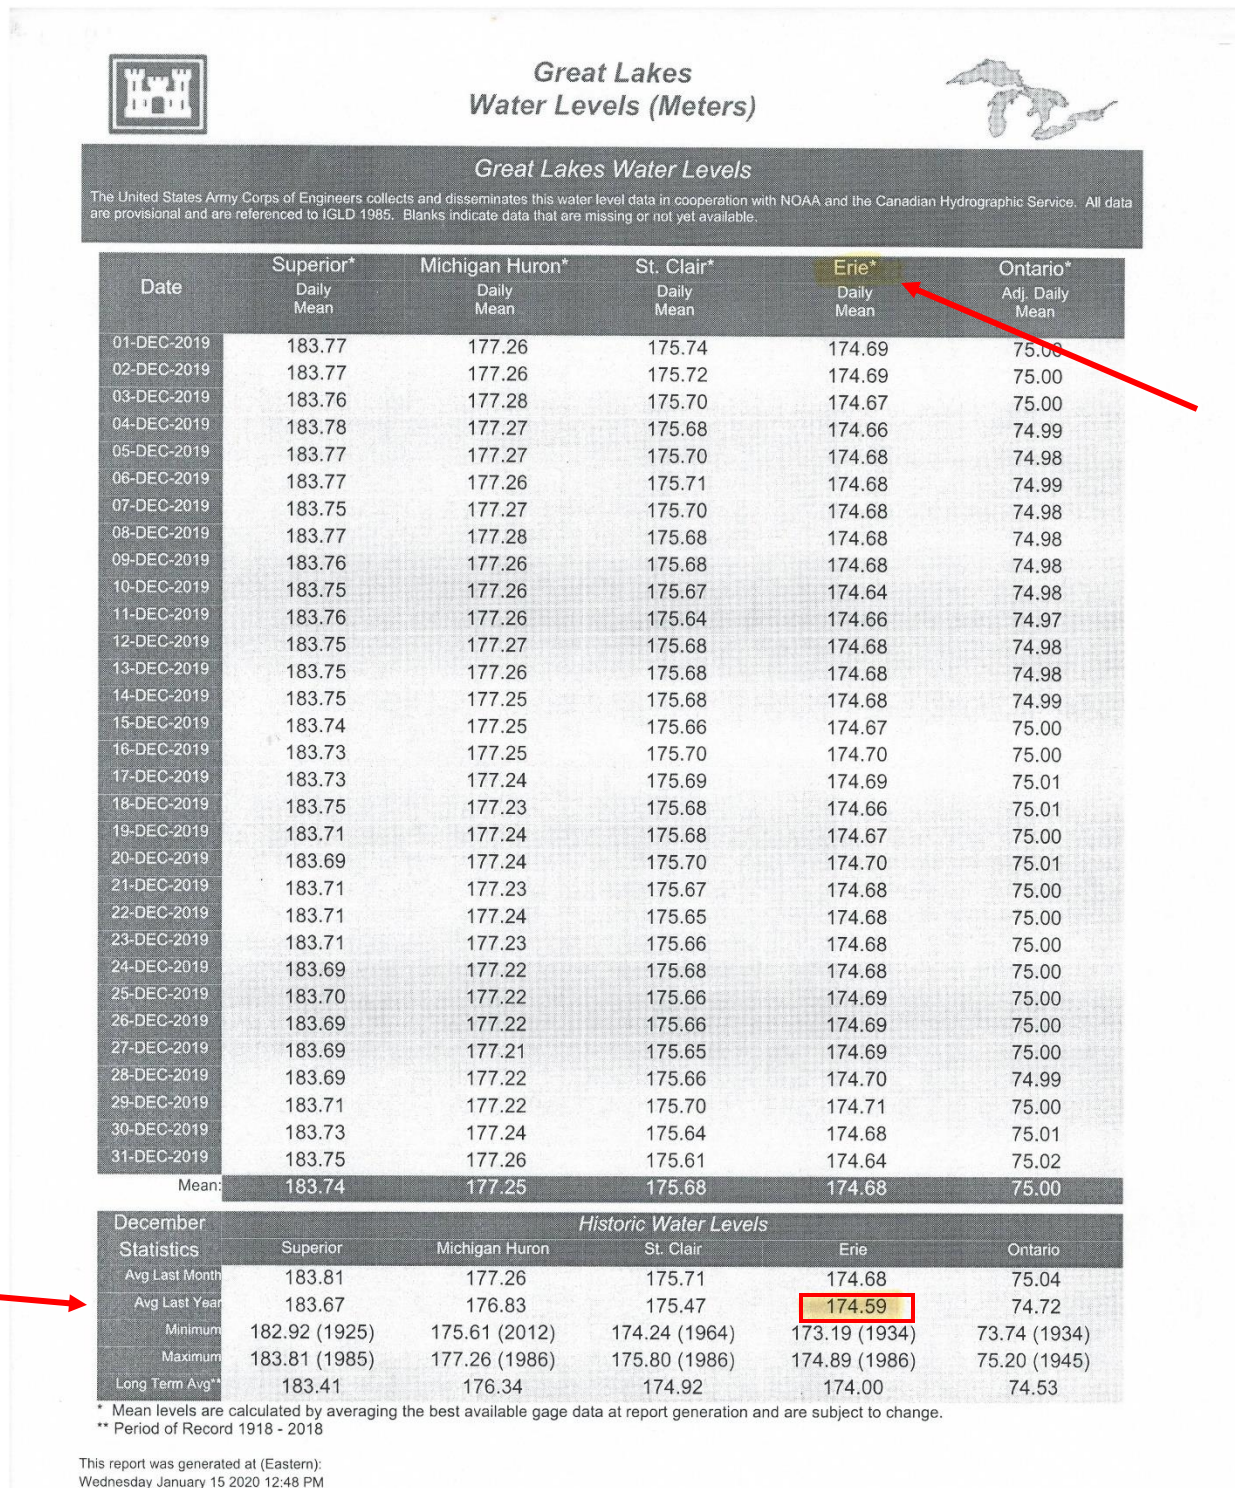 Great Lakes
Water Levels (Meters)
Great Lakes Water Levels
The United States Army Corps of Engineers collects and disseminates this water level data in cooperation with NOAA and the Canadian Hydrographic Service. All data
are provisional and are referenced to IGLD 1985. Blanks indicate data that are missing or not yet available.
Date Superior* Michigan Huron* St. Clair* Erie* Ontario*
Daily Daily Daily Daily Adj. Daily
Mean Mean Mean Mean Mean
01-DEC-2019 183.77 177.26 175.74 174.69 75.00
02-DEC-2019 183.77 177.26 175.72 174.69 75.00
03-DEC-2019 183.76 177.28 175.70 174.67 75.00
04-DEC-2019 183.78 177.27 175.68 174.66 74.99
05-DEC-2019 183.77 177.27 175.70 174.68 74.98
06-DEC-2019 183.77 177.26 175.71 174.68 74.99
07-DEC-2019 183.75 177.27 175.70 174.68 74.98
08-DEC-2019 183.77 177.28 175.68 174.68 74.98
09-DEC-2019 183.76 177.26 175.68 174.68 74.98
10-DEC-2019 183.75 177.26 175.67 174.64 74.98
11-DEC-2019 183.76 177.26 175.64 174.66 74.97
12-DEC-2019 183.75 177.27 175.68 174.68 74.98
13-DEC-2019 183.75 177.26 175.68 174.68 74.98
14-DEC-2019 183.75 177.25 175.68 174.68 74.99
15-DEC-2019 183.74 177.25 175.66 174.67 75.00
16-DEC-2019 183.73 177.25 175.70 174.70 75.00
17-DEC-2019 183.73 177.24 175.69 174.69 75.01
18-DEC-2019 183.75 177.23 175.68 174.66 75.01
19-DEC-2019 183.71 177.24 175.68 174.67 75.00
20-DEC-2019 183.69 177.24 175.70 174.70 75.01
21-DEC-2019 183.71 177.23 175.67 174.68 75.00
22-DEC-2019 183.71 177.24 175.65 174.68 75.00
23-DEC-2019 183.71 177.23 175.66 174.68 75.00
24-DEC-2019 183.69 177.22 175.68 174.68 75.00
25-DEC-2019 183.70 177.22 175.66 174.69 75.00
26-DEC-2019 183.69 177.22 175.66 174.69 75.00
27-DEC-2019 183.69 177.21 175.65 174.69 75.00
28-DEC-2019 183.69 177.22 175.66 174.70 74.99
29-DEC-2019 183.71 177.22 175.70 174.71 75.00
30-DEC-2019 183.73 177.24 175.64 174.68 75.01
31-DEC-2019 183.75 177.26 175.61 174.64 75.02
Mean: 183.74 177.25 175.68 174.68 75.00
December Historic Water Levels
Statistics Superior Michigan Huron St. Clair Erie Ontario
Avg Last Month 183.81 177.26 175.71 174.68 75.04
Avg Last Year 183.67 176.83 175.47 174.59 74.72
Minimum 182.92 (1925) 175.61 (2012) 174.24 (1964) 173.19 (1934) 73.74 (1934)
Maximum 183.81 (1985) 177.26 (1986) 175.80 (1986) 174.89 (1986) 75.20 (1945)
Long Term Avg** 183.41 176.34 174.92 174.00 74.53
* Mean levels are calculated by averaging the best available gage data at report generation and are subject to change.
** Period of Record 1918 - 2018
This report was generated at (Eastern):
Wednesday January 15 2020 12:48 PM